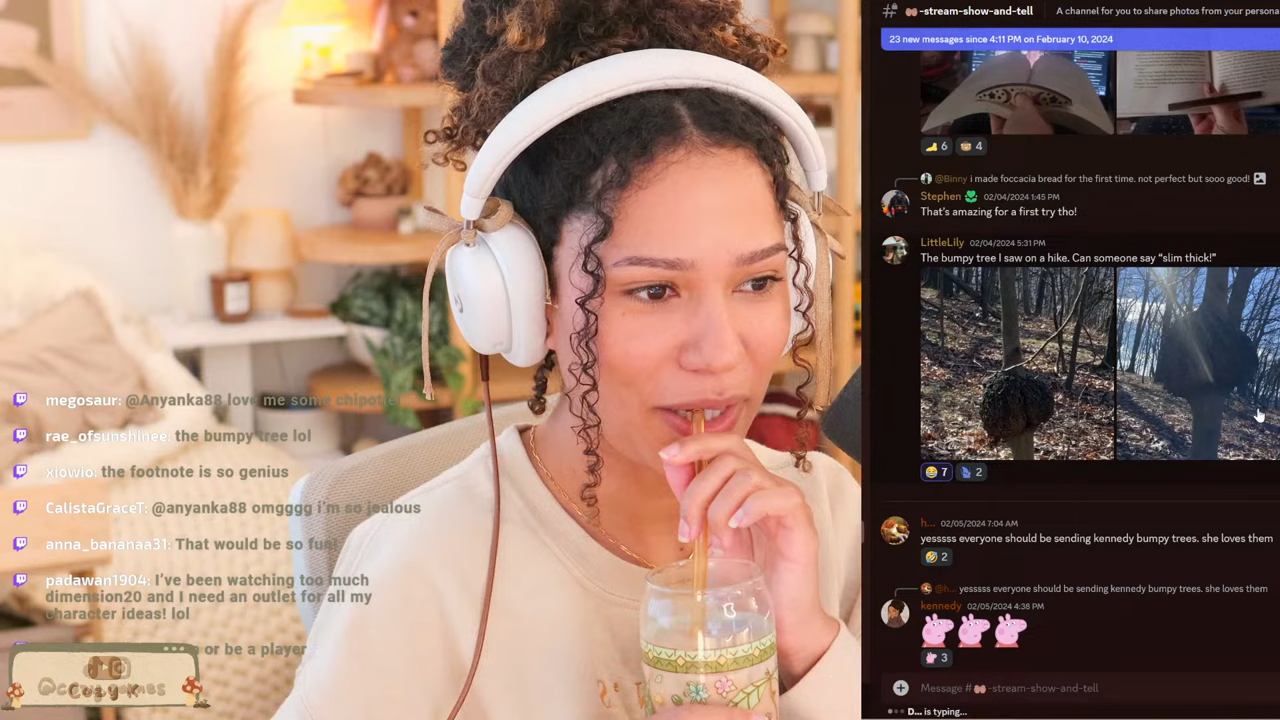 -stream-show-and-tell
A channel for you to share photos from your persona
23 new messages since 4:11 PM on February 10, 2024
6
4
@Binny i made foccacia bread for the first time. not perfect but sooo good!
Stephen 02/04/2024 1:45 PM
That's amazing for a first try tho!
LittleLily 02/04/2024 5:31 PM
The bumpy tree I saw on a hike. Can someone say “slim thick!”
7
2
h... 02/05/2024 7:04 AM
yesssss everyone should be sending kennedy bumpy trees. she loves them
2
@h... yesssss everyone should be sending kennedy bumpy trees. she loves them
kennedy 02/05/2024 4:36 PM
3
Message # -stream-show-and-tell
D... is typing...
megosaur: @Anyanka88 love me some chipotle
rae_ofsunshinee: the bumpy tree lol
xiowio: the footnote is so genius
CalistaGraceT: @anyanka88 omgggg i'm so jealous
anna_bananaa31: That would be so fun!
padawan1904: I've been watching too much
dimension20 and I need an outlet for all my
character ideas! lol
or be a player